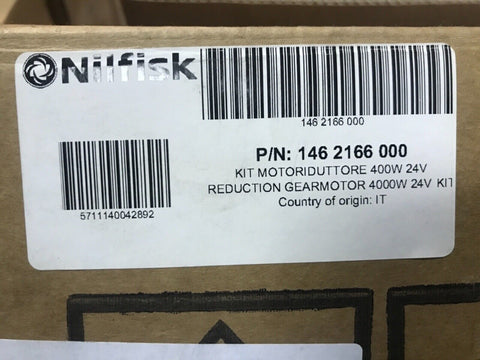 Nilfisk
146 2166 000
P/N: 146 2166 000
KIT MOTORIDUTTORE 400W 24V
REDUCTION GEARMOTOR 4000W 24V KIT
Country of origin: IT
5711140042892